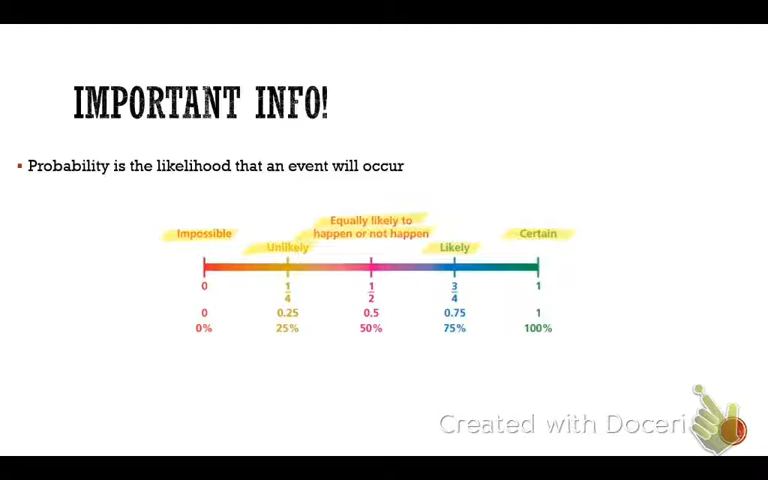 IMPORTANT INFO!
Probability is the likelihood that an event will occur
Equally likely to
Impossible happen or not happen Certain
Unlikely Likely
0 1/4 1/2 3/4 1
0 0.25 0.5 0.75 1
0% 25% 50% 75% 100%
Created with Doceri